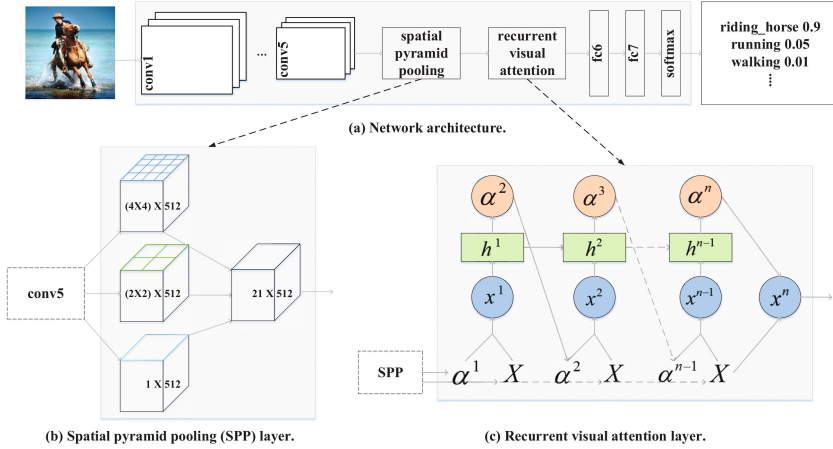 conv1
...
conv5
spatial
pyramid
pooling
recurrent
visual
attention
fc6
fc7
softmax
riding_horse 0.9
running 0.05
walking 0.01
⋮
(a) Network architecture.
conv5
(4X4) X 512
(2X2) X 512
1 X 512
21 X 512
(b) Spatial pyramid pooling (SPP) layer.
α² α³ αⁿ
h¹ h² hⁿ⁻¹
x¹ x² xⁿ⁻¹ xⁿ
SPP
α¹ X α² X αⁿ⁻¹ X
(c) Recurrent visual attention layer.